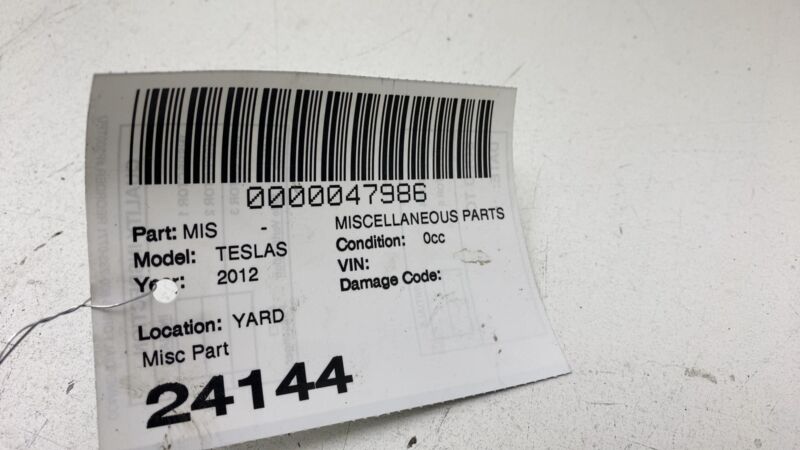 0000047986
Part: MIS - MISCELLANEOUS PARTS
Model: TESLAS Condition: 0cc
Year: 2012 VIN:
Damage Code:
Location: YARD
Misc Part
24144